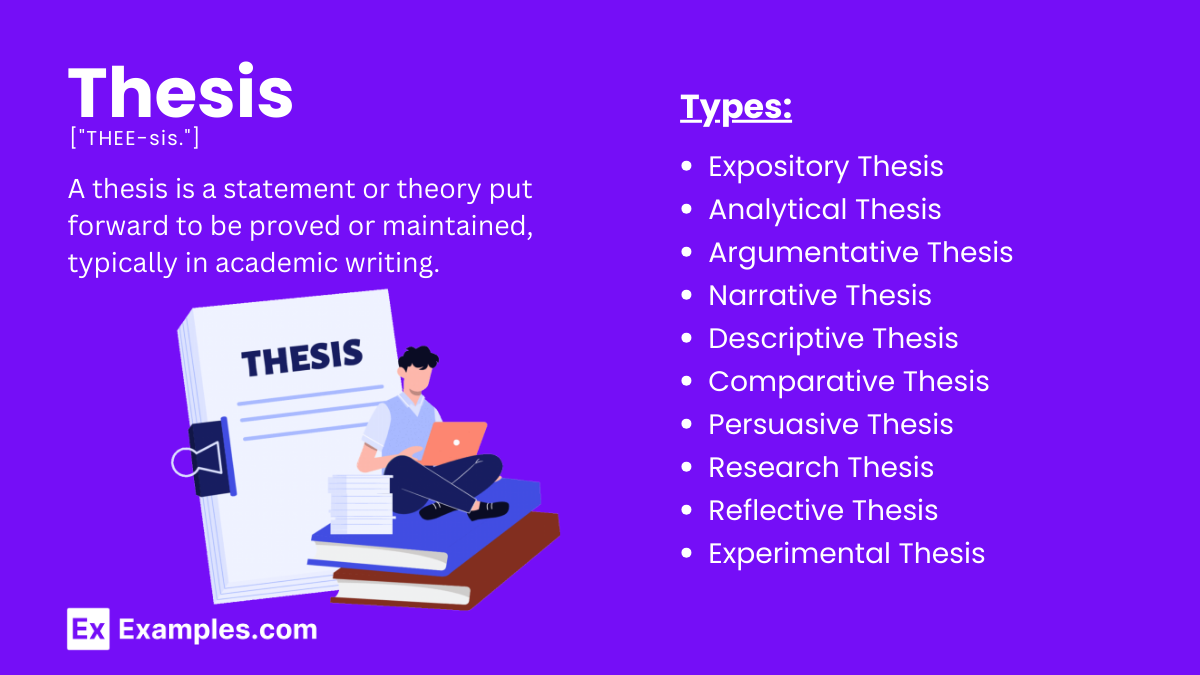 Thesis
["THEE-sis."]
A thesis is a statement or theory put
forward to be proved or maintained,
typically in academic writing.
THESIS
Ex Examples.com
Types:
• Expository Thesis
• Analytical Thesis
• Argumentative Thesis
• Narrative Thesis
• Descriptive Thesis
• Comparative Thesis
• Persuasive Thesis
• Research Thesis
• Reflective Thesis
• Experimental Thesis